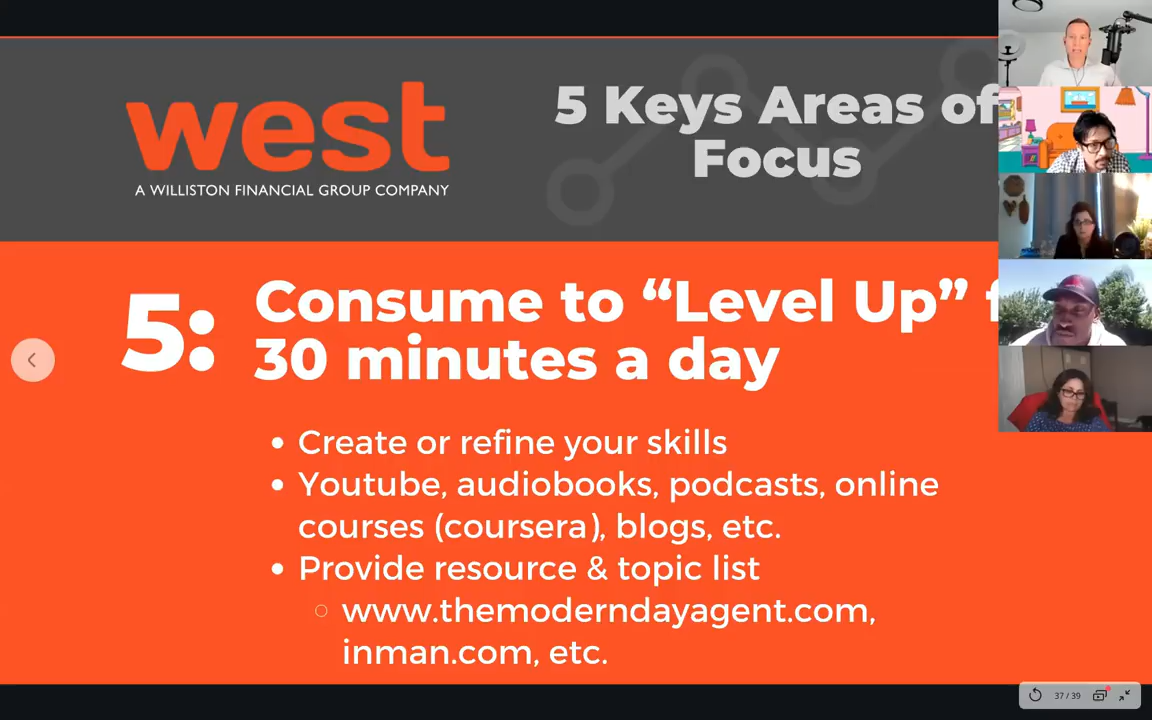 west
A WILLISTON FINANCIAL GROUP COMPANY
5 Keys Areas of
Focus
5:
Consume to “Level Up” f
30 minutes a day
• Create or refine your skills
• Youtube, audiobooks, podcasts, online
courses (coursera), blogs, etc.
• Provide resource & topic list
○ www.themoderndayagent.com,
inman.com, etc.
37 / 39